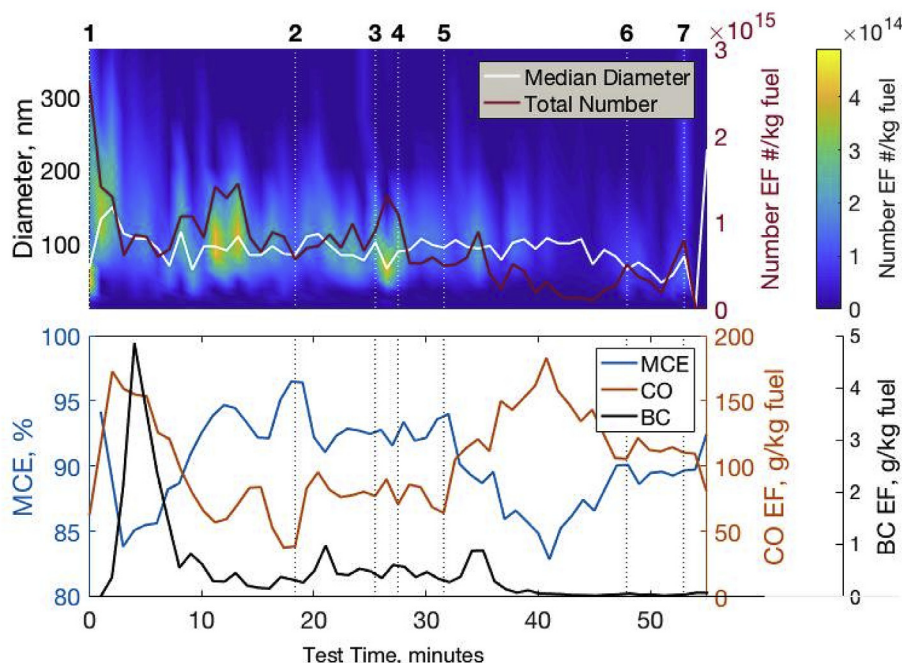 1 2 3 4 5 6 7
×10^15
×10^14
Diameter, nm
300
200
100
Median Diameter
Total Number
3
2
1
0
Number EF #/kg fuel
4
3
2
1
0
Number EF #/kg fuel
100
95
90
85
80
MCE, %
MCE
CO
BC
200
150
100
50
0
CO EF, g/kg fuel
5
4
3
2
1
0
BC EF, g/kg fuel
0 10 20 30 40 50
Test Time, minutes